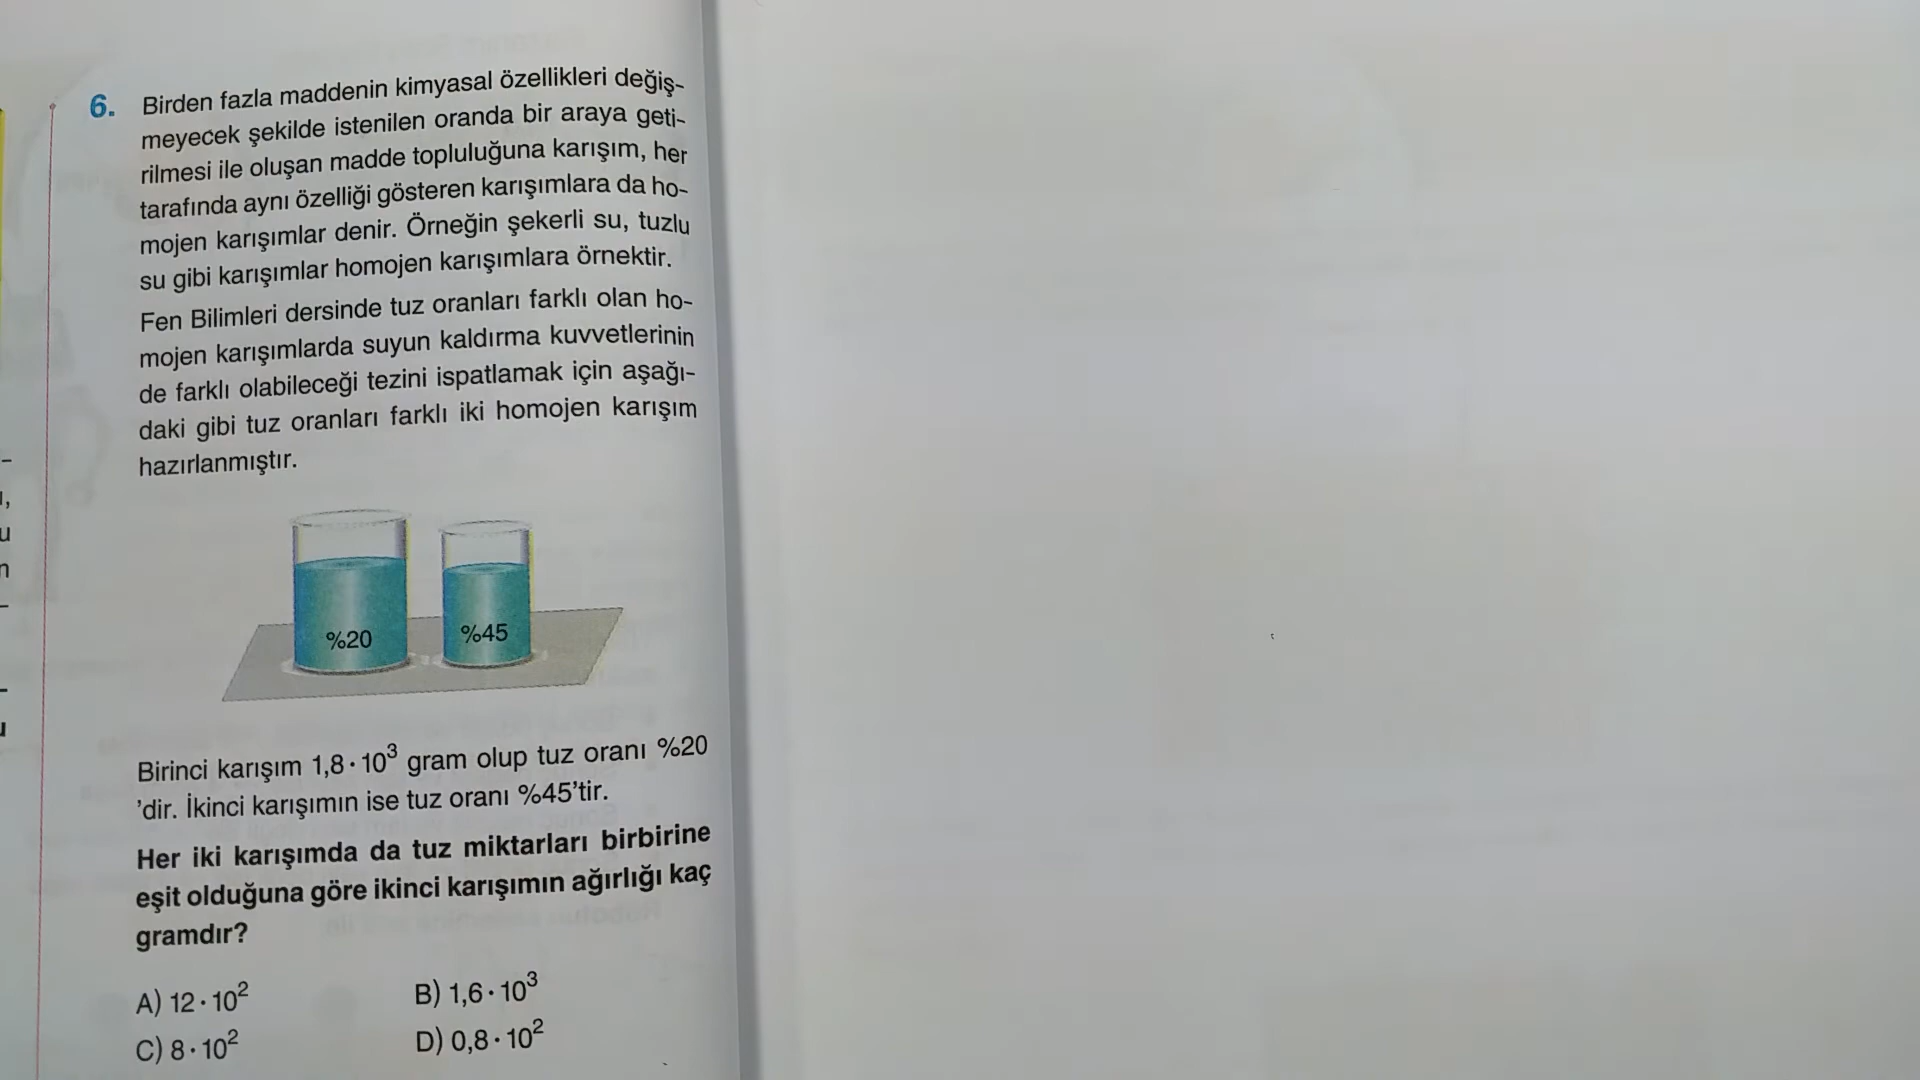 6. Birden fazla maddenin kimyasal özellikleri değiş-
meyecek şekilde istenilen oranda bir araya geti-
rilmesi ile oluşan madde topluluğuna karışım, her
tarafında aynı özelliği gösteren karışımlara da ho-
mojen karışımlar denir. Örneğin şekerli su, tuzlu
su gibi karışımlar homojen karışımlara örnektir.
Fen Bilimleri dersinde tuz oranları farklı olan ho-
mojen karışımlarda suyun kaldırma kuvvetlerinin
de farklı olabileceği tezini ispatlamak için aşağı-
daki gibi tuz oranları farklı iki homojen karışım
hazırlanmıştır.
%20 %45
Birinci karışım 1,8 · 10³ gram olup tuz oranı %20
'dir. İkinci karışımın ise tuz oranı %45'tir.
Her iki karışımda da tuz miktarları birbirine
eşit olduğuna göre ikinci karışımın ağırlığı kaç
gramdır?
A) 12 · 10² B) 1,6 · 10³
C) 8 · 10² D) 0,8 · 10²